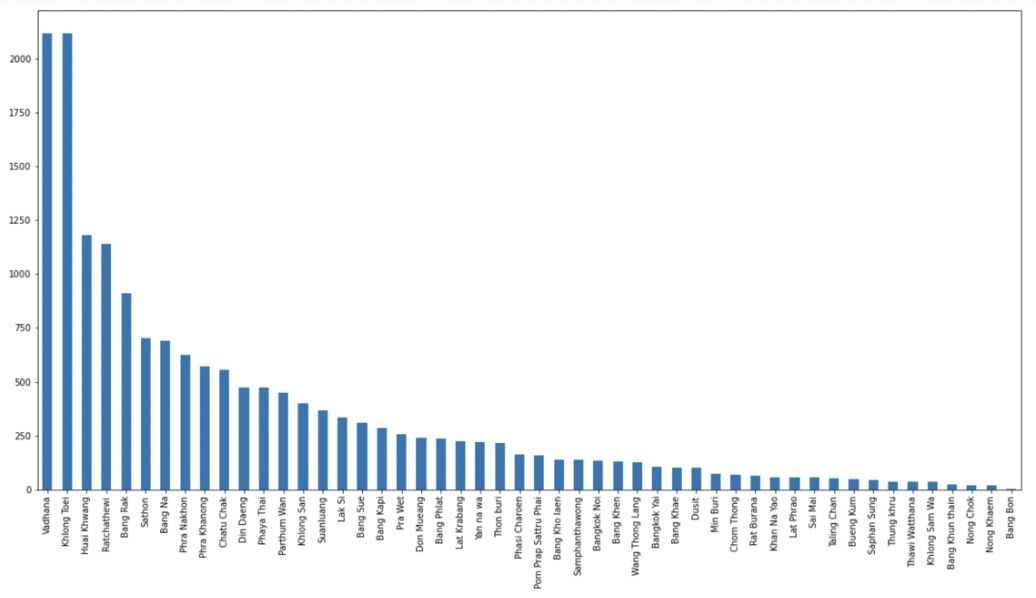 2000
1750
1500
1250
1000
750
500
250
0
Vadhana
Khlong Toei
Huai Khwang
Ratchathewi
Bang Rak
Sathon
Bang Na
Phra Nakhon
Phra Khanong
Chatu Chak
Din Daeng
Phaya Thai
Parthum Wan
Khlong San
Suanluang
Lak Si
Bang Sue
Bang Kapi
Pra Wet
Don Mueang
Bang Phlat
Lat Krabang
Yan na wa
Thon buri
Phasi Charoen
Pom Prap Sattru Phai
Bang Kho laen
Samphanthawong
Bangkok Noi
Bang Khen
Wang Thong Lang
Bangkok Yai
Bang Khae
Dusit
Min Buri
Chom Thong
Rat Burana
Khan Na Yao
Lat Phrao
Sai Mai
Taling Chan
Bueng Kum
Saphan Sung
Thung khru
Thawi Watthana
Khlong Sam Wa
Bang Khun thain
Nong Chok
Nong Khaem
Bang Bon